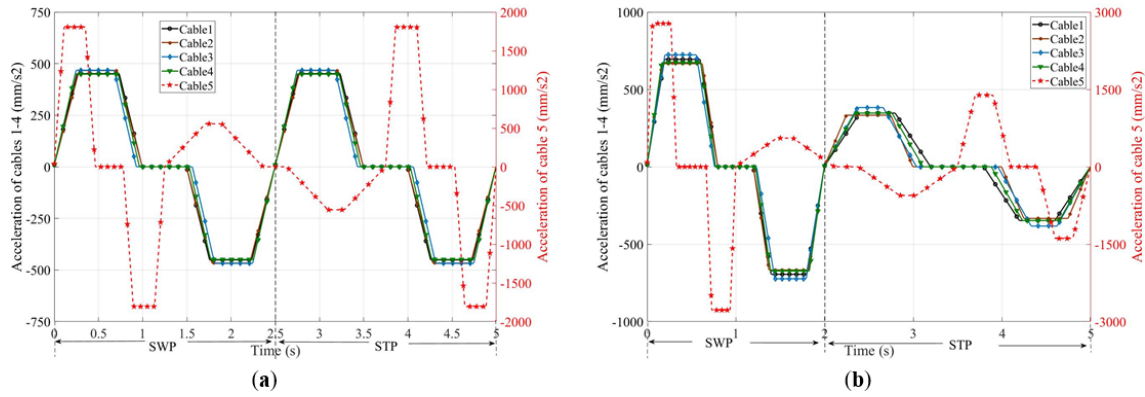 750
500
250
0
-250
-500
-750
Acceleration of cables 1-4 (mm/s2)
2000
1500
1000
500
0
-500
-1000
-1500
-2000
Acceleration of cable 5 (mm/s2)
Cable1
Cable2
Cable3
Cable4
Cable5
0 0.5 1 1.5 2 2.5 3 3.5 4 4.5 5
SWP Time (s) STP
(a)
1000
500
0
-500
-1000
Acceleration of cables 1-4 (mm/s2)
3000
1500
0
-1500
-3000
Acceleration of cable 5 (mm/s2)
Cable1
Cable2
Cable3
Cable4
Cable5
0 1 2 3 4 5
SWP Time (s) STP
(b)